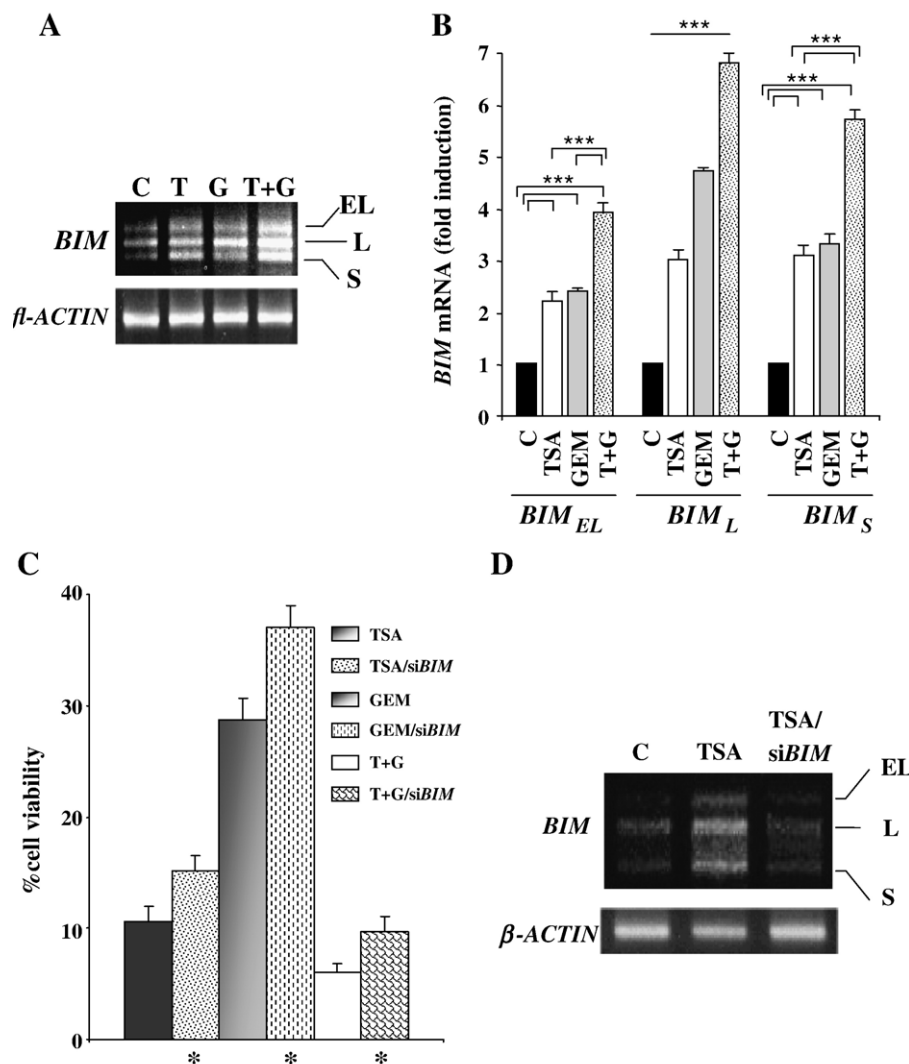 A
C T G T+G
BIM
EL
L
S
fl-ACTIN
B
BIM mRNA (fold induction)
7
6
5
4
3
2
1
0
***
***
***
***
***
C
TSA
GEM
T+G
C
TSA
GEM
T+G
C
TSA
GEM
T+G
BIM EL
BIM L
BIM S
C
%cell viability
40
30
20
10
0
TSA
TSA/siBIM
GEM
GEM/siBIM
T+G
T+G/siBIM
* * *
D
C TSA TSA/
siBIM
BIM
EL
L
S
β-ACTIN